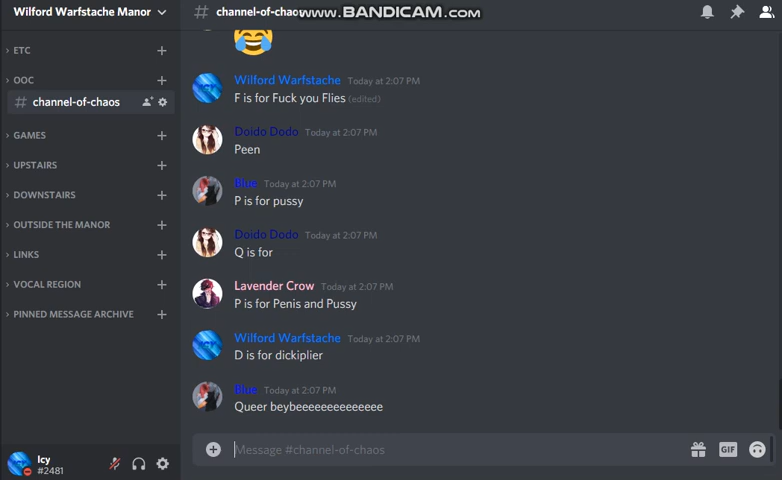 Wilford Warfstache Manor
# channel-of-chaos
www.BANDICAM.com
ETC
OOC
# channel-of-chaos
GAMES
UPSTAIRS
DOWNSTAIRS
OUTSIDE THE MANOR
LINKS
VOCAL REGION
PINNED MESSAGE ARCHIVE
Icy
#2481
Wilford Warfstache Today at 2:07 PM
F is for Fuck you Flies (edited)
Doido Dodo Today at 2:07 PM
Peen
Blue Today at 2:07 PM
P is for pussy
Doido Dodo Today at 2:07 PM
Q is for
Lavender Crow Today at 2:07 PM
P is for Penis and Pussy
Wilford Warfstache Today at 2:07 PM
D is for dickiplier
Blue Today at 2:07 PM
Queer beybeeeeeeeeeeeee
Message #channel-of-chaos
GIF